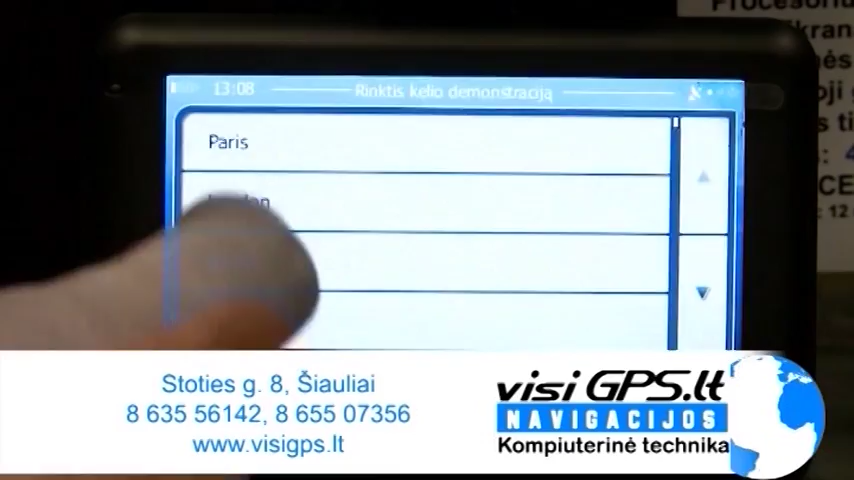 13:08 Rinktis kelio demonstraciją
Paris
Stoties g. 8, Šiauliai
8 635 56142, 8 655 07356
www.visigps.lt
visi GPS.lt
NAVIGACIJOS
Kompiuterinė technika